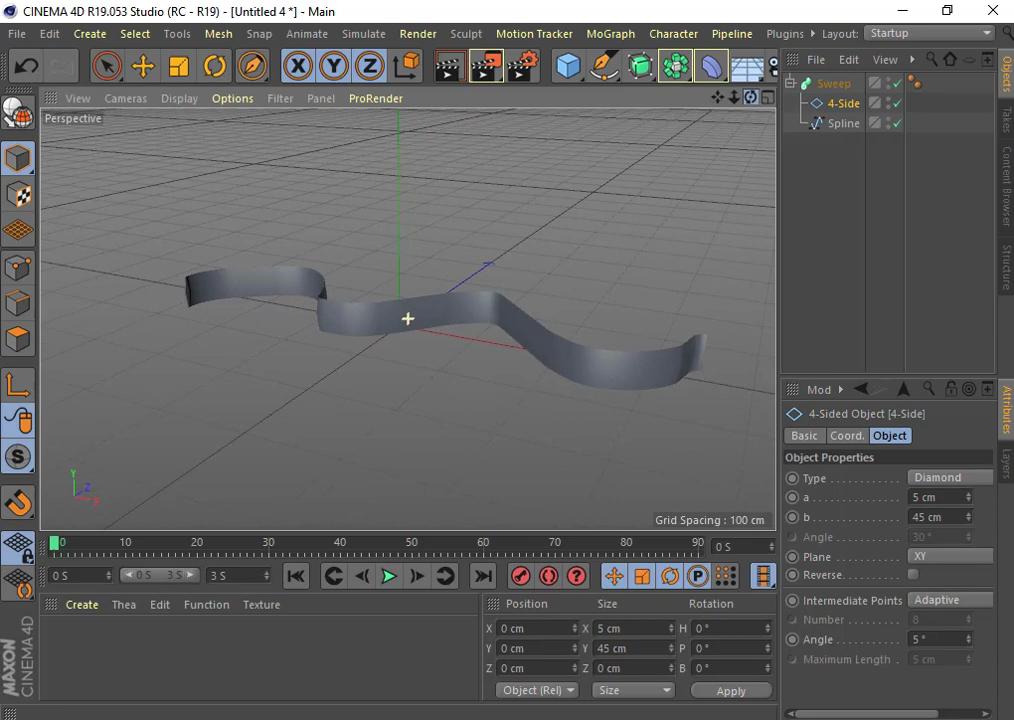 CINEMA 4D R19.053 Studio (RC - R19) - [Untitled 4 *] - Main
File Edit Create Select Tools Mesh Snap Animate Simulate Render Sculpt Motion Tracker MoGraph Character Pipeline Plugins Layout: Startup
X Y Z
File Edit View
View Cameras Display Options Filter Panel ProRender
Perspective
Sweep
4-Side
Spline
Objects
Takes
Content Browser
Structure
Mod
4-Sided Object [4-Side]
Attributes
Layers
Basic Coord. Object
Object Properties
Type Diamond
a 5 cm
b 45 cm
Angle 30 °
Plane XY
Reverse
Intermediate Points Adaptive
Number 8
Angle 5 °
Maximum Length 5 cm
Y
Z
X
S
Grid Spacing : 100 cm
0 10 20 30 40 50 60 70 80 90 0 S
0 S 0 S 3 S 3 S
P
Create Thea Edit Function Texture
Position Size Rotation
X 0 cm X 5 cm H 0 °
Y 0 cm Y 45 cm P 0 °
Z 0 cm Z 0 cm B 0 °
Object (Rel) Size Apply
MAXON
CINEMA 4D